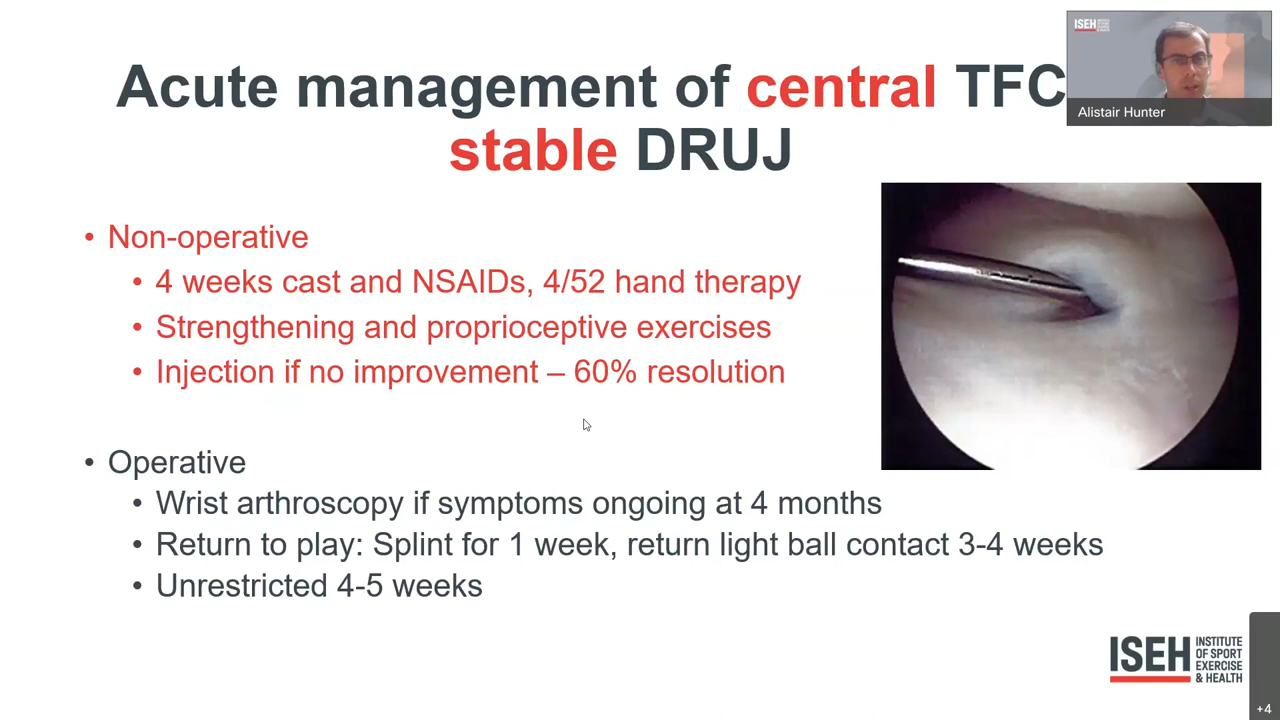 Acute management of central TFC
stable DRUJ
• Non-operative
• 4 weeks cast and NSAIDs, 4/52 hand therapy
• Strengthening and proprioceptive exercises
• Injection if no improvement – 60% resolution
• Operative
• Wrist arthroscopy if symptoms ongoing at 4 months
• Return to play: Splint for 1 week, return light ball contact 3-4 weeks
• Unrestricted 4-5 weeks
ISEH
Alistair Hunter
ISEH
INSTITUTE
OF SPORT
EXERCISE
& HEALTH
+4